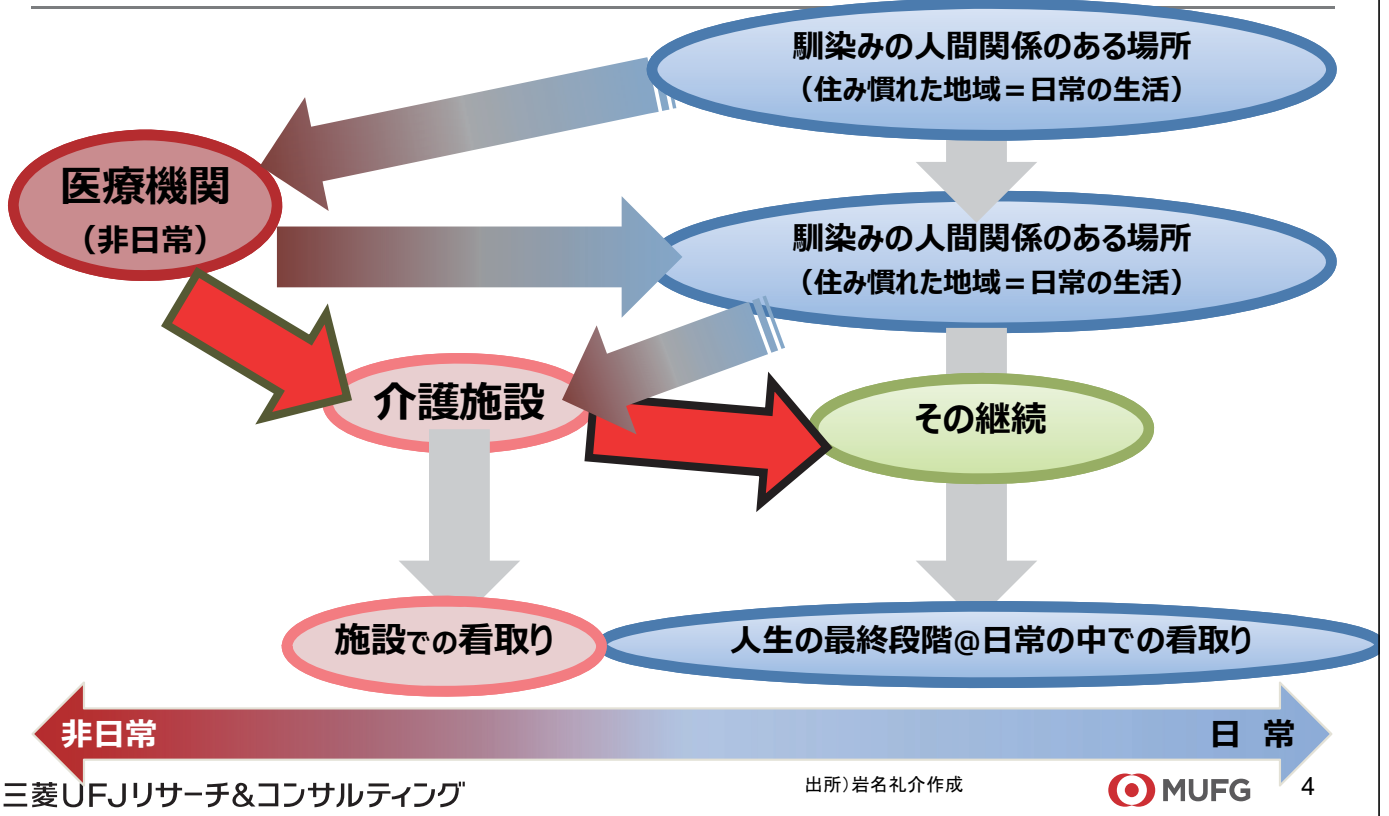 馴染みの人間関係のある場所
（住み慣れた地域＝日常の生活）
医療機関
（非日常）
馴染みの人間関係のある場所
（住み慣れた地域＝日常の生活）
介護施設
その継続
施設での看取り
人生の最終段階@日常の中での看取り
非日常
日 常
三菱UFJリサーチ&コンサルティング
出所）岩名礼介作成
MUFG
4